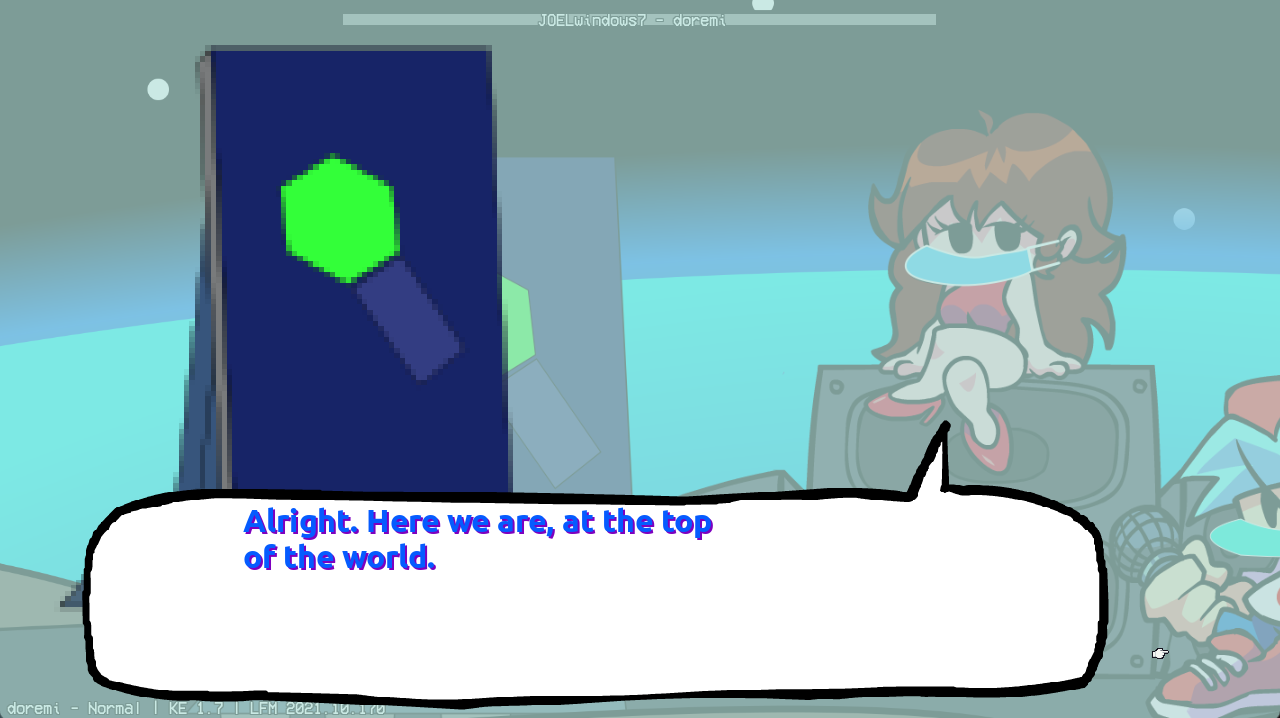 JOELwindows7 - doremi
Alright. Here we are, at the top
of the world.
doremi - Normal | KE 1.7 | LFM 2021.10.170